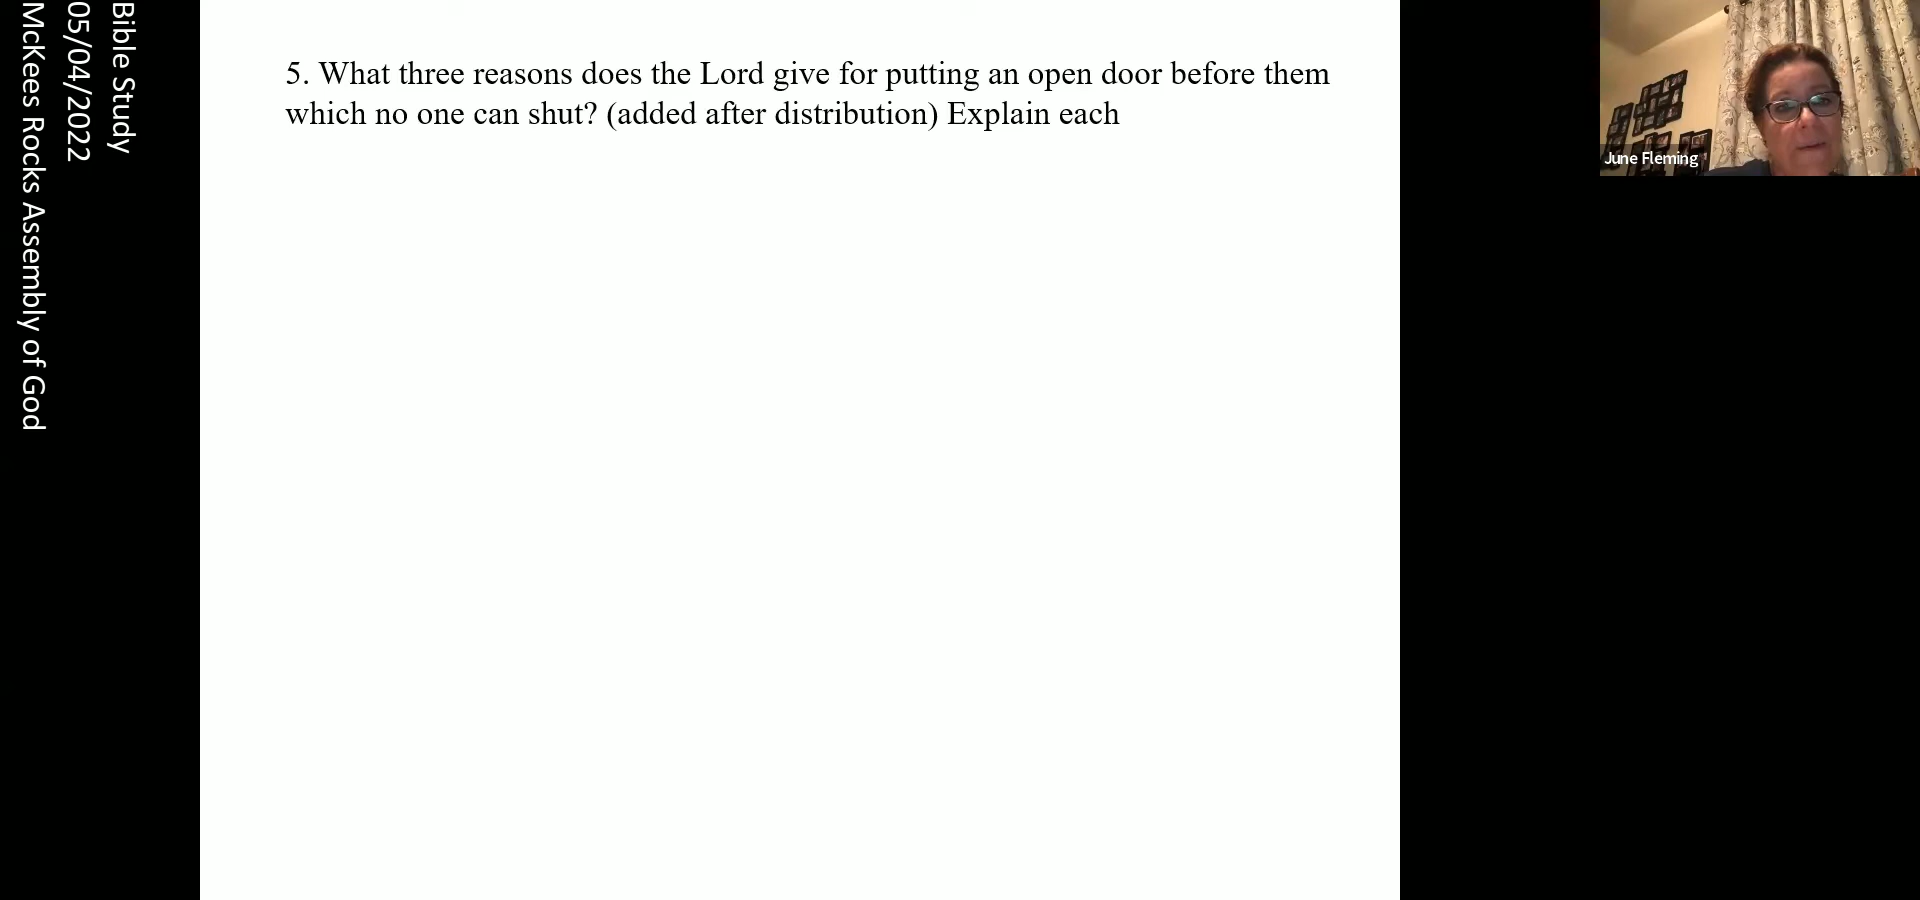 Bible Study
05/04/2022
McKees Rocks Assembly of God
5. What three reasons does the Lord give for putting an open door before them
which no one can shut? (added after distribution) Explain each
June Fleming